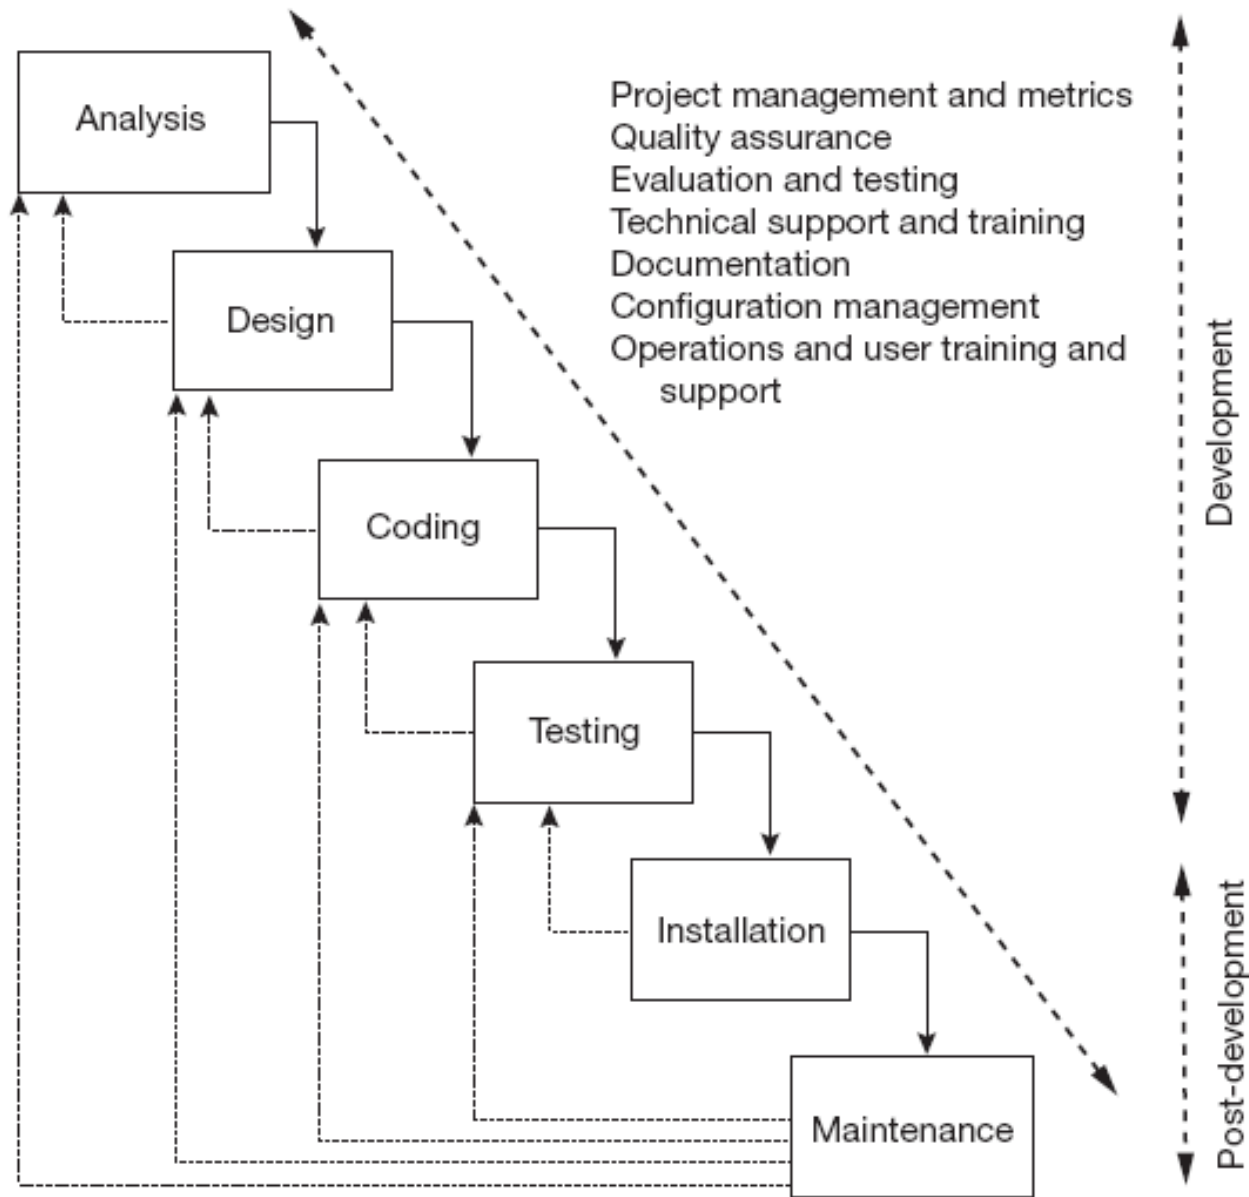 Analysis
Project management and metrics
Quality assurance
Evaluation and testing
Technical support and training
Documentation
Configuration management
Operations and user training and
support
Design
Coding
Testing
Installation
Maintenance
Development
Post-development